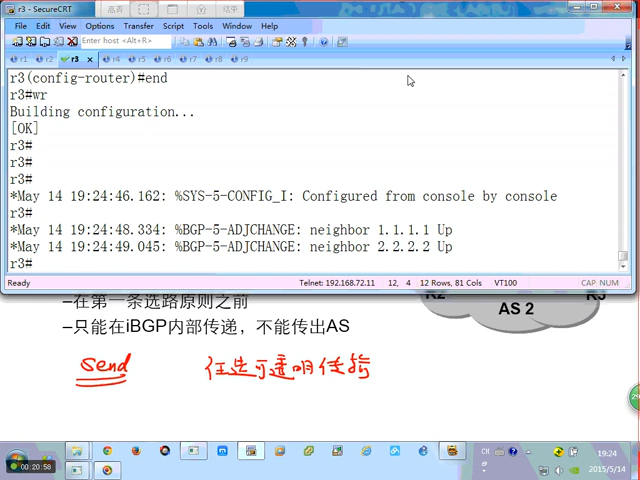 r3 - SecureCRT
高否
结束
File Edit View Options Transfer Script Tools Window Help
Enter host <Alt+R>
r1 r2 r3 r4 r5 r6 r7 r8 r9
r3(config-router)#end
r3#wr
Building configuration...
[OK]
r3#
r3#
r3#
*May 14 19:24:46.162: %SYS-5-CONFIG_I: Configured from console by console
r3#
*May 14 19:24:48.334: %BGP-5-ADJCHANGE: neighbor 1.1.1.1 Up
*May 14 19:24:49.045: %BGP-5-ADJCHANGE: neighbor 2.2.2.2 Up
r3#
Ready Telnet: 192.168.72.11 12, 4 12 Rows, 81 Cols VT100 CAP NUM
–在第一条选路原则之前
R2 AS 2 R3
–只能在iBGP内部传递，不能传出AS
send 任选可透明传
29
CN
19:24
00:20:58
2015/5/14